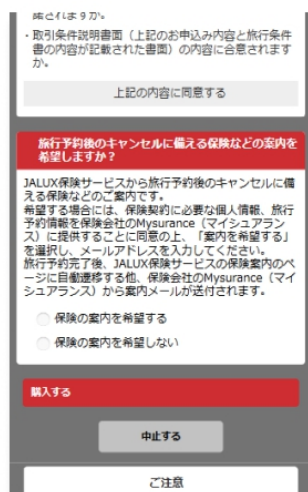 諾されますか。
・取引条件説明書面（上記のお申込み内容と旅行条件
書の内容が記載された書面）の内容に合意されます
か。
上記の内容に同意する
旅行予約後のキャンセルに備える保険などの案内を
希望しますか？
JALUX保険サービスから旅行予約後のキャンセルに備
える保険などのご案内です。
希望する場合には、保険契約に必要な個人情報、旅行
予約情報を保険会社のMysurance（マイシュアラン
ス）に提供することに同意の上、「案内を希望する」
を選択し、メールアドレスを入力してください。
旅行予約完了後、JALUX保険サービスの保険案内のペ
ージに自動遷移する他、保険会社のMysurance（マイ
シュアランス）から案内メールが送付されます。
保険の案内を希望する
保険の案内を希望しない
購入する
中止する
ご注意